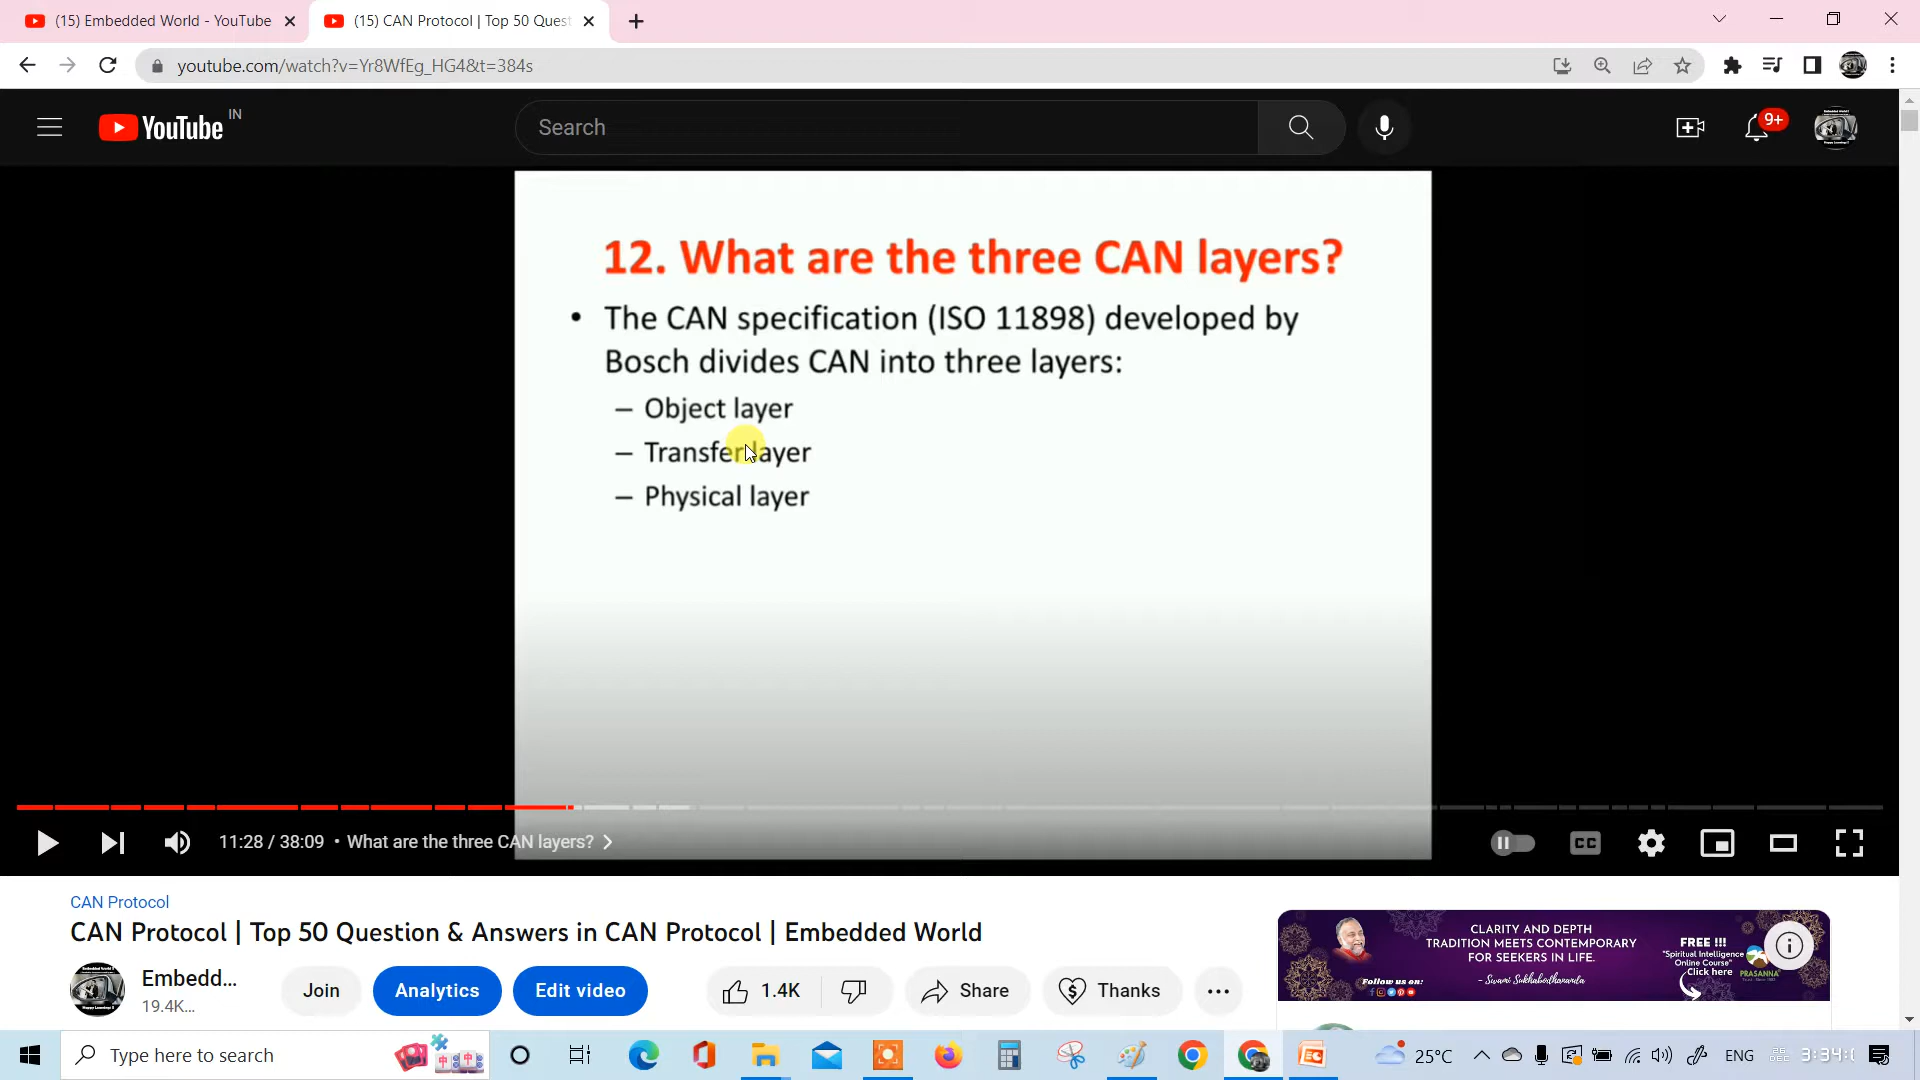 (15) Embedded World - YouTube
(15) CAN Protocol | Top 50 Quest
youtube.com/watch?v=Yr8WfEg_HG4&t=384s
YouTube IN
Search
9+
12. What are the three CAN layers?
• The CAN specification (ISO 11898) developed by
Bosch divides CAN into three layers:
– Object layer
– Transfer layer
– Physical layer
11:28 / 38:09 • What are the three CAN layers?
CC
CAN Protocol
CAN Protocol | Top 50 Question & Answers in CAN Protocol | Embedded World
Embedd...
19.4K...
Join
Analytics
Edit video
1.4K
Share
Thanks
CLARITY AND DEPTH
TRADITION MEETS CONTEMPORARY
FOR SEEKERS IN LIFE.
- Swami Sukhabodhananda
Follow us on:
FREE !!!
"Spiritual Intelligence
Online Course"
Click here
PRASANNA
Type here to search
25°C
ENG